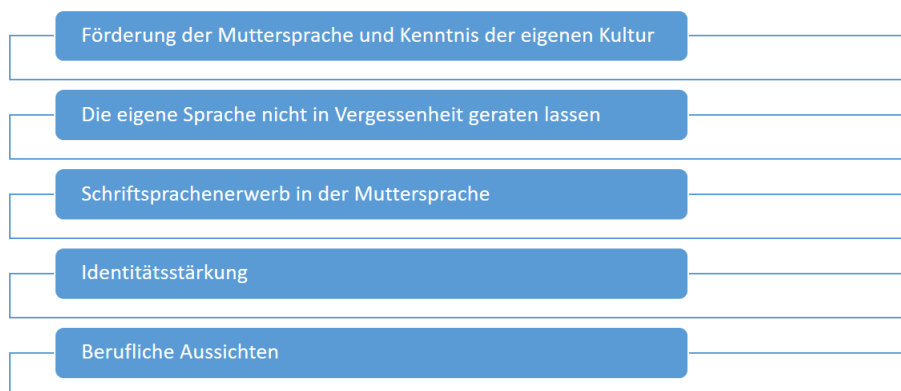 Förderung der Muttersprache und Kenntnis der eigenen Kultur
Die eigene Sprache nicht in Vergessenheit geraten lassen
Schriftsprachenerwerb in der Muttersprache
Identitätsstärkung
Berufliche Aussichten